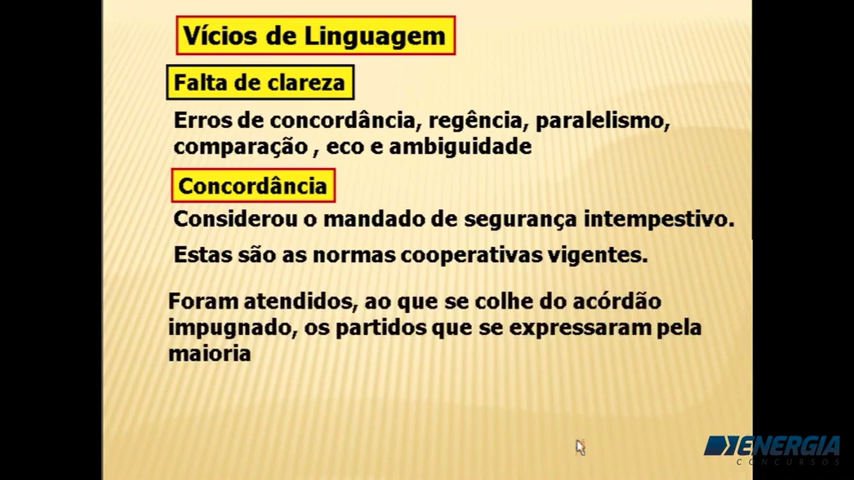 Vícios de Linguagem
Falta de clareza
Erros de concordância, regência, paralelismo,
comparação , eco e ambiguidade
Concordância
Considerou o mandado de segurança intempestivo.
Estas são as normas cooperativas vigentes.
Foram atendidos, ao que se colhe do acórdão
impugnado, os partidos que se expressaram pela
maioria
ENERGIA
CONCURSOS